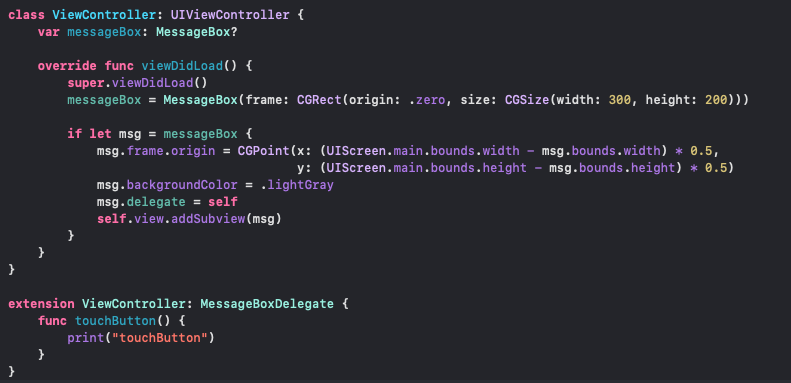 class ViewController: UIViewController {
    var messageBox: MessageBox?

    override func viewDidLoad() {
        super.viewDidLoad()
        messageBox = MessageBox(frame: CGRect(origin: .zero, size: CGSize(width: 300, height: 200)))

        if let msg = messageBox {
            msg.frame.origin = CGPoint(x: (UIScreen.main.bounds.width - msg.bounds.width) * 0.5,
                                       y: (UIScreen.main.bounds.height - msg.bounds.height) * 0.5)
            msg.backgroundColor = .lightGray
            msg.delegate = self
            self.view.addSubview(msg)
        }
    }
}

extension ViewController: MessageBoxDelegate {
    func touchButton() {
        print("touchButton")
    }
}